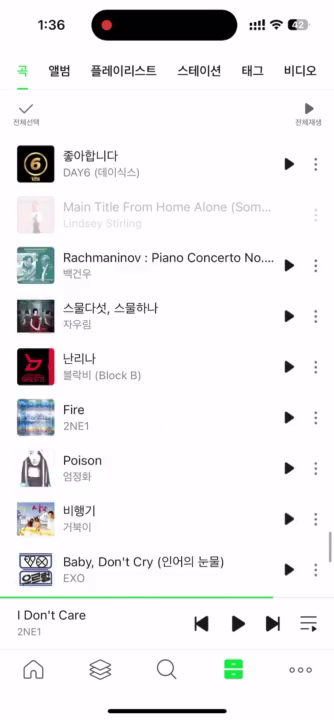 1:36
42
곡 앨범 플레이리스트 스테이션 태그 비디오
전체선택 전체재생
좋아합니다
DAY6 (데이식스)
Main Title From Home Alone (Som...
Lindsey Stirling
Rachmaninov : Piano Concerto No....
백건우
스물다섯, 스물하나
자우림
난리나
블락비 (Block B)
Fire
2NE1
Poison
엄정화
비행기
거북이
Baby, Don't Cry (인어의 눈물)
EXO
I Don't Care
2NE1